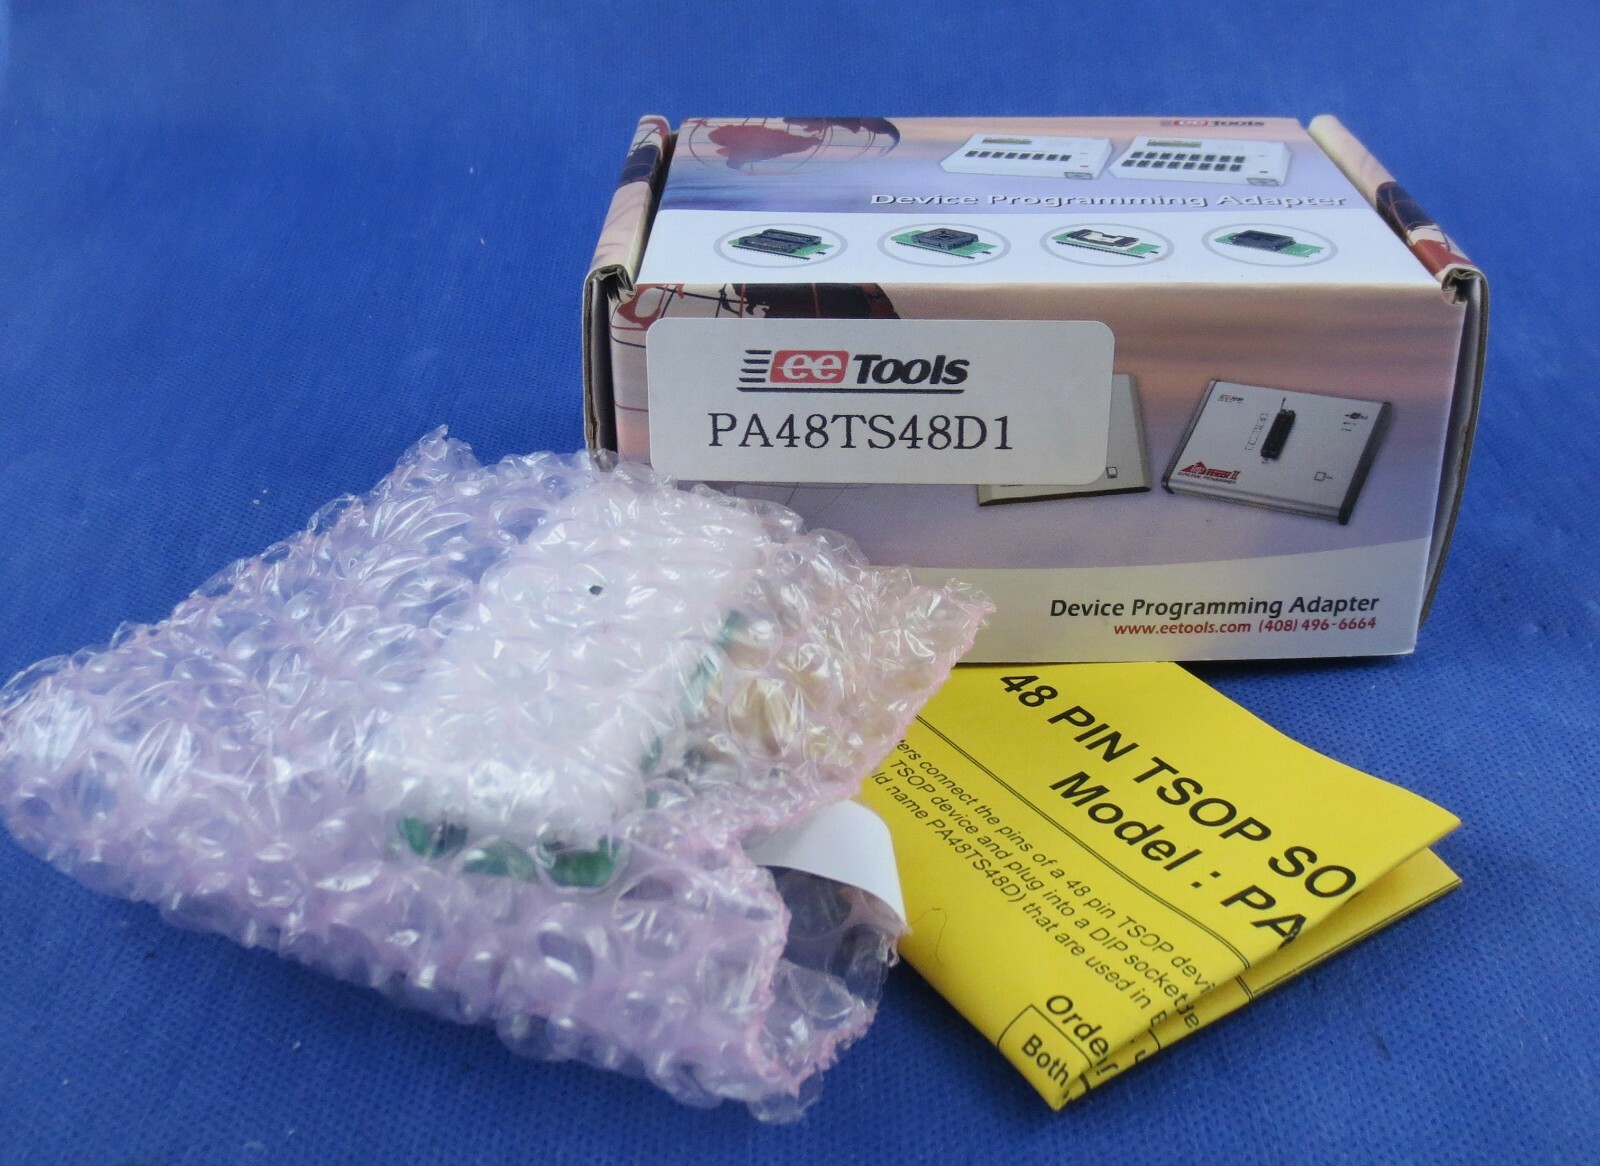 ee Tools
Device Programming Adapter
ee Tools
PA48TS48D1
Device Programming Adapter
www.eetools.com (408) 496-6664
48 PIN TSOP SO
Model : PA
ers connect the pins of a 48 pin TSOP devi
TSOP device and plug into a DIP socket
ld name PA48TS48D) that are used in
Orde
Both